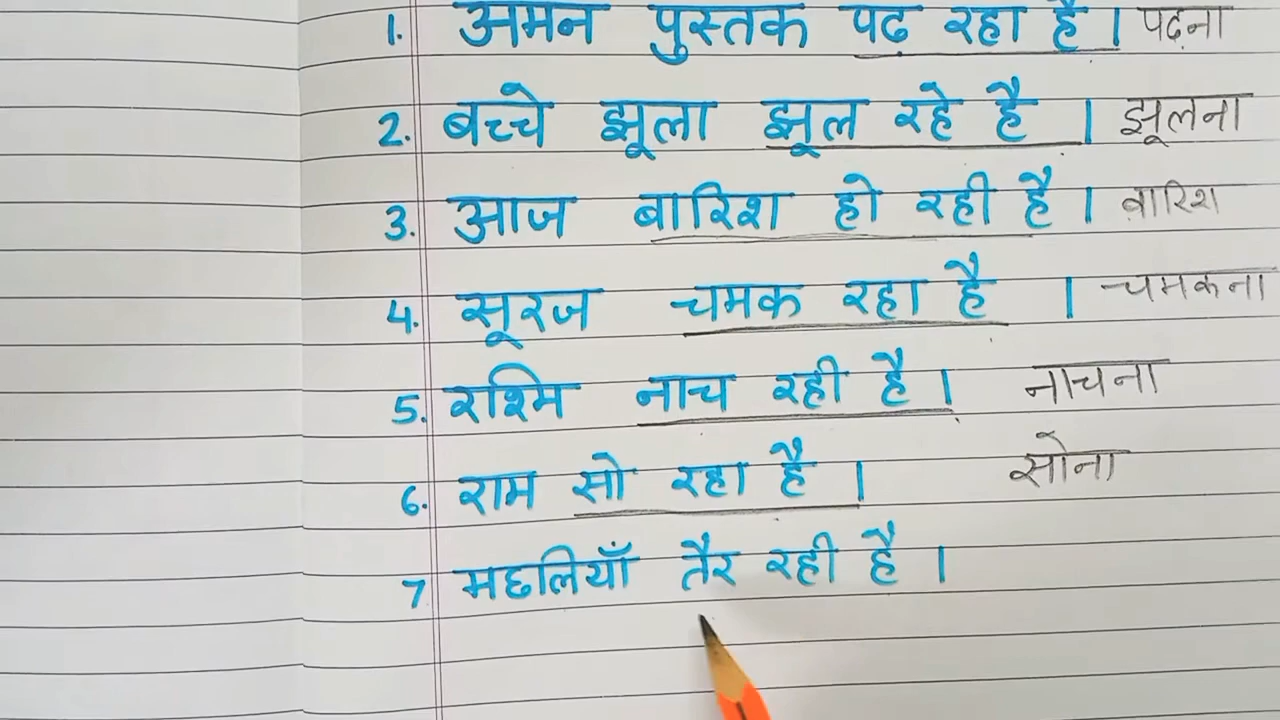 1. अमन पुस्तक पढ़ रहा है । पढ़ना
2. बच्चे झूला झूल रहे है । झूलना
3. आज बारिश हो रही है । बारिश
4. सूरज चमक रहा है । चमकना
5. रश्मि नाच रही है । नाचना
6. राम सो रहा है । सोना
7 मछलियाँ तैर रही है ।